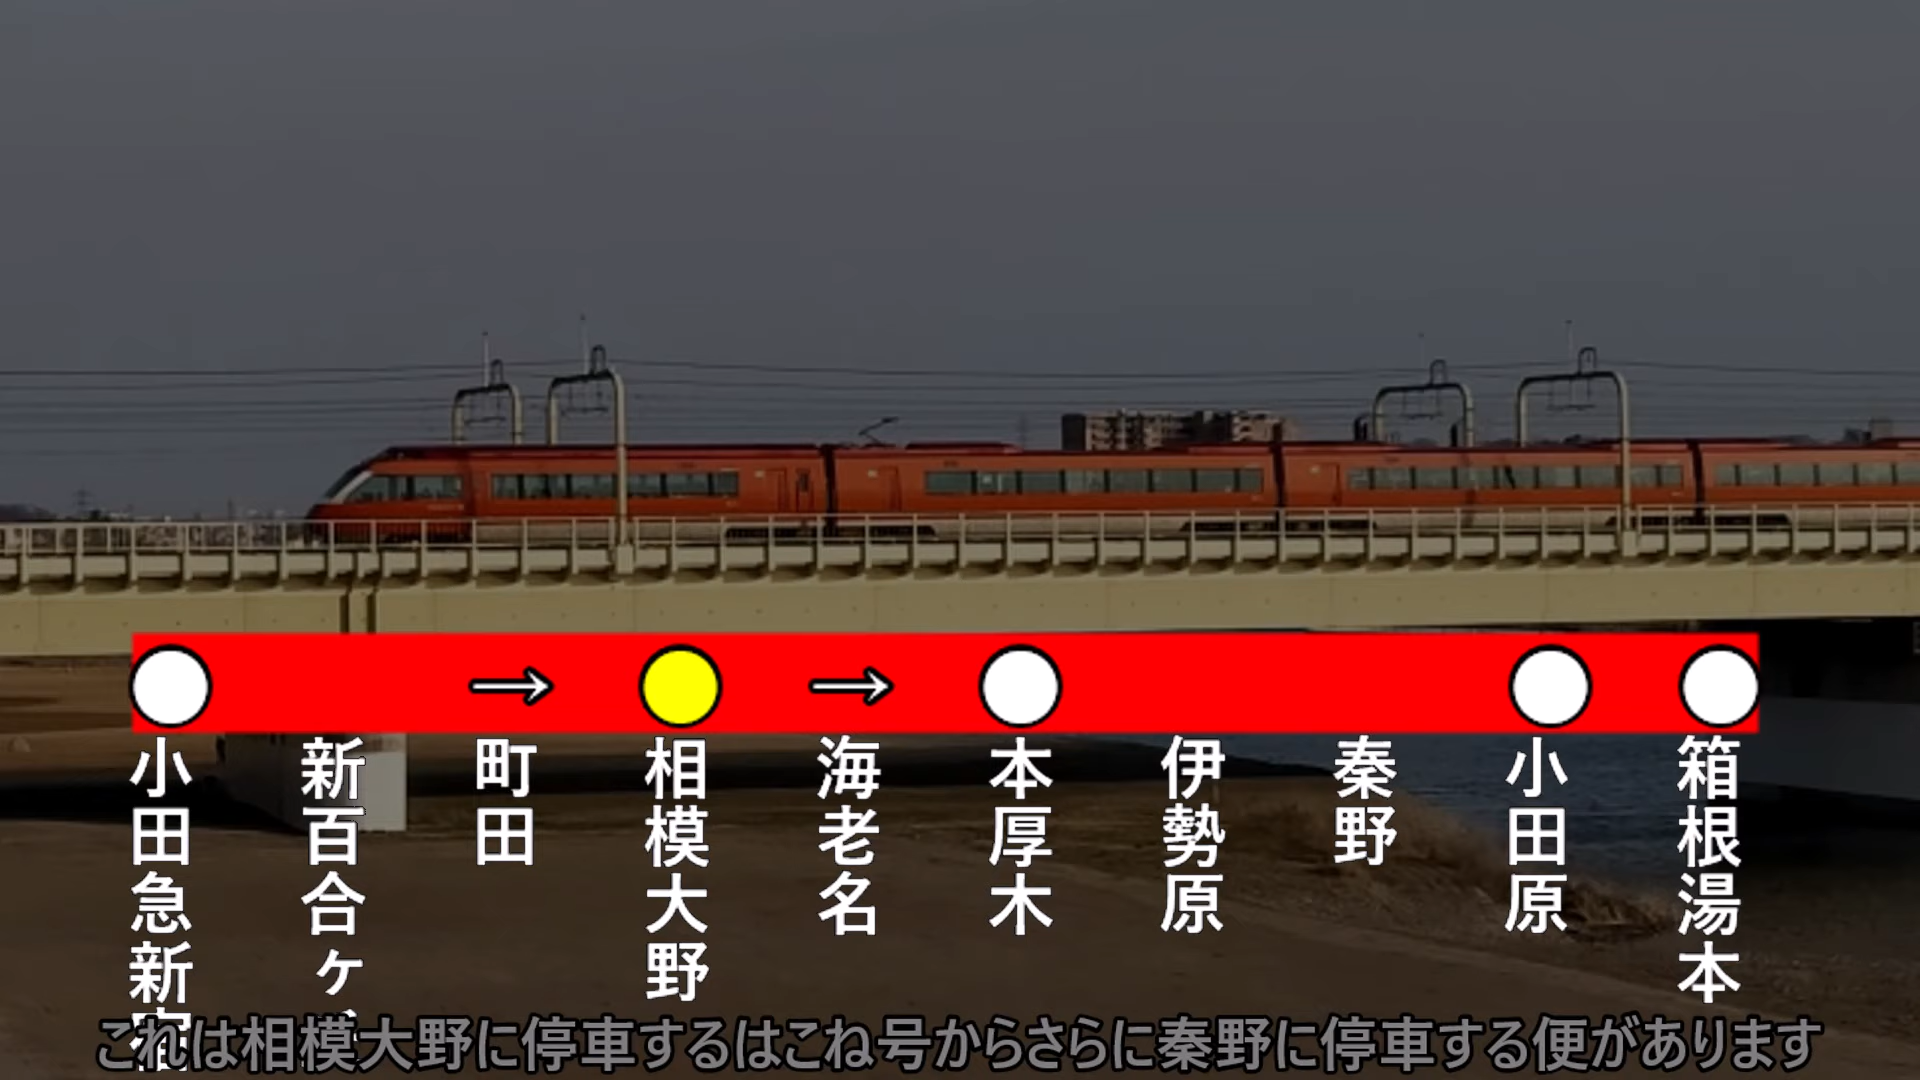 → →
小田急新宿
新百合ヶ
町田
相模大野
海老名
本厚木
伊勢原
秦野
小田原
箱根湯本
これは相模大野に停車するはこね号からさらに秦野に停車する便があります